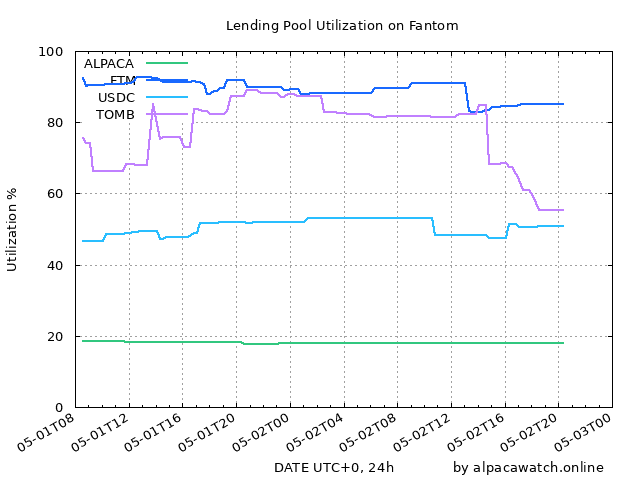 Lending Pool Utilization on Fantom
100
80
60
40
20
0
Utilization %
ALPACA
FTM
USDC
TOMB
05-01T08
05-01T12
05-01T16
05-01T20
05-02T00
05-02T04
05-02T08
05-02T12
05-02T16
05-02T20
05-03T00
DATE UTC+0, 24h
by alpacawatch.online